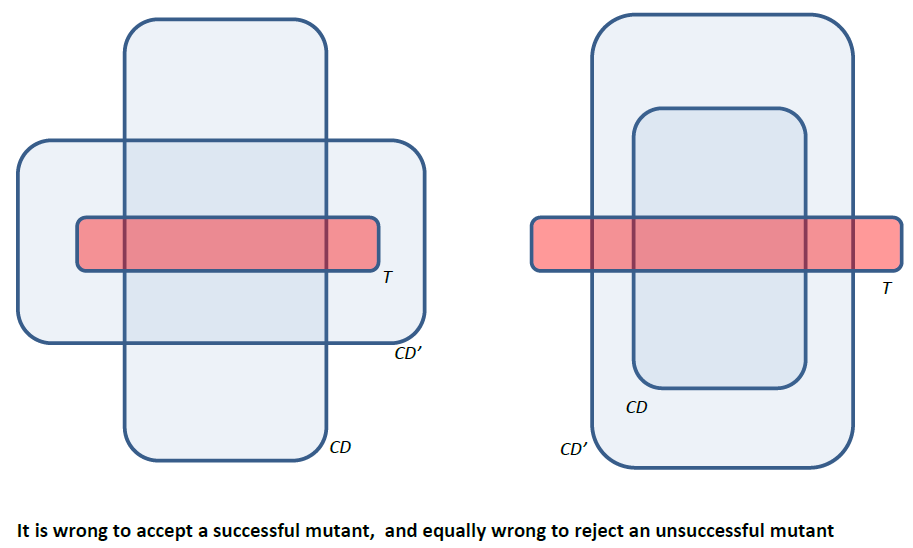 T
T
CD’
CD
CD
CD’
It is wrong to accept a successful mutant, and equally wrong to reject an unsuccessful mutant